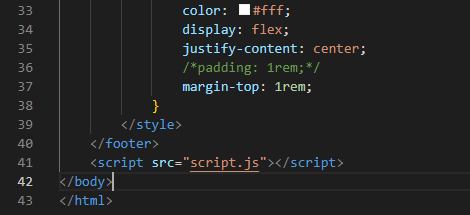 33 color: #fff;
34 display: flex;
35 justify-content: center;
36 /*padding: 1rem;*/
37 margin-top: 1rem;
38 }
39 </style>
40 </footer>
41 <script src="script.js"></script>
42 </body>
43 </html>